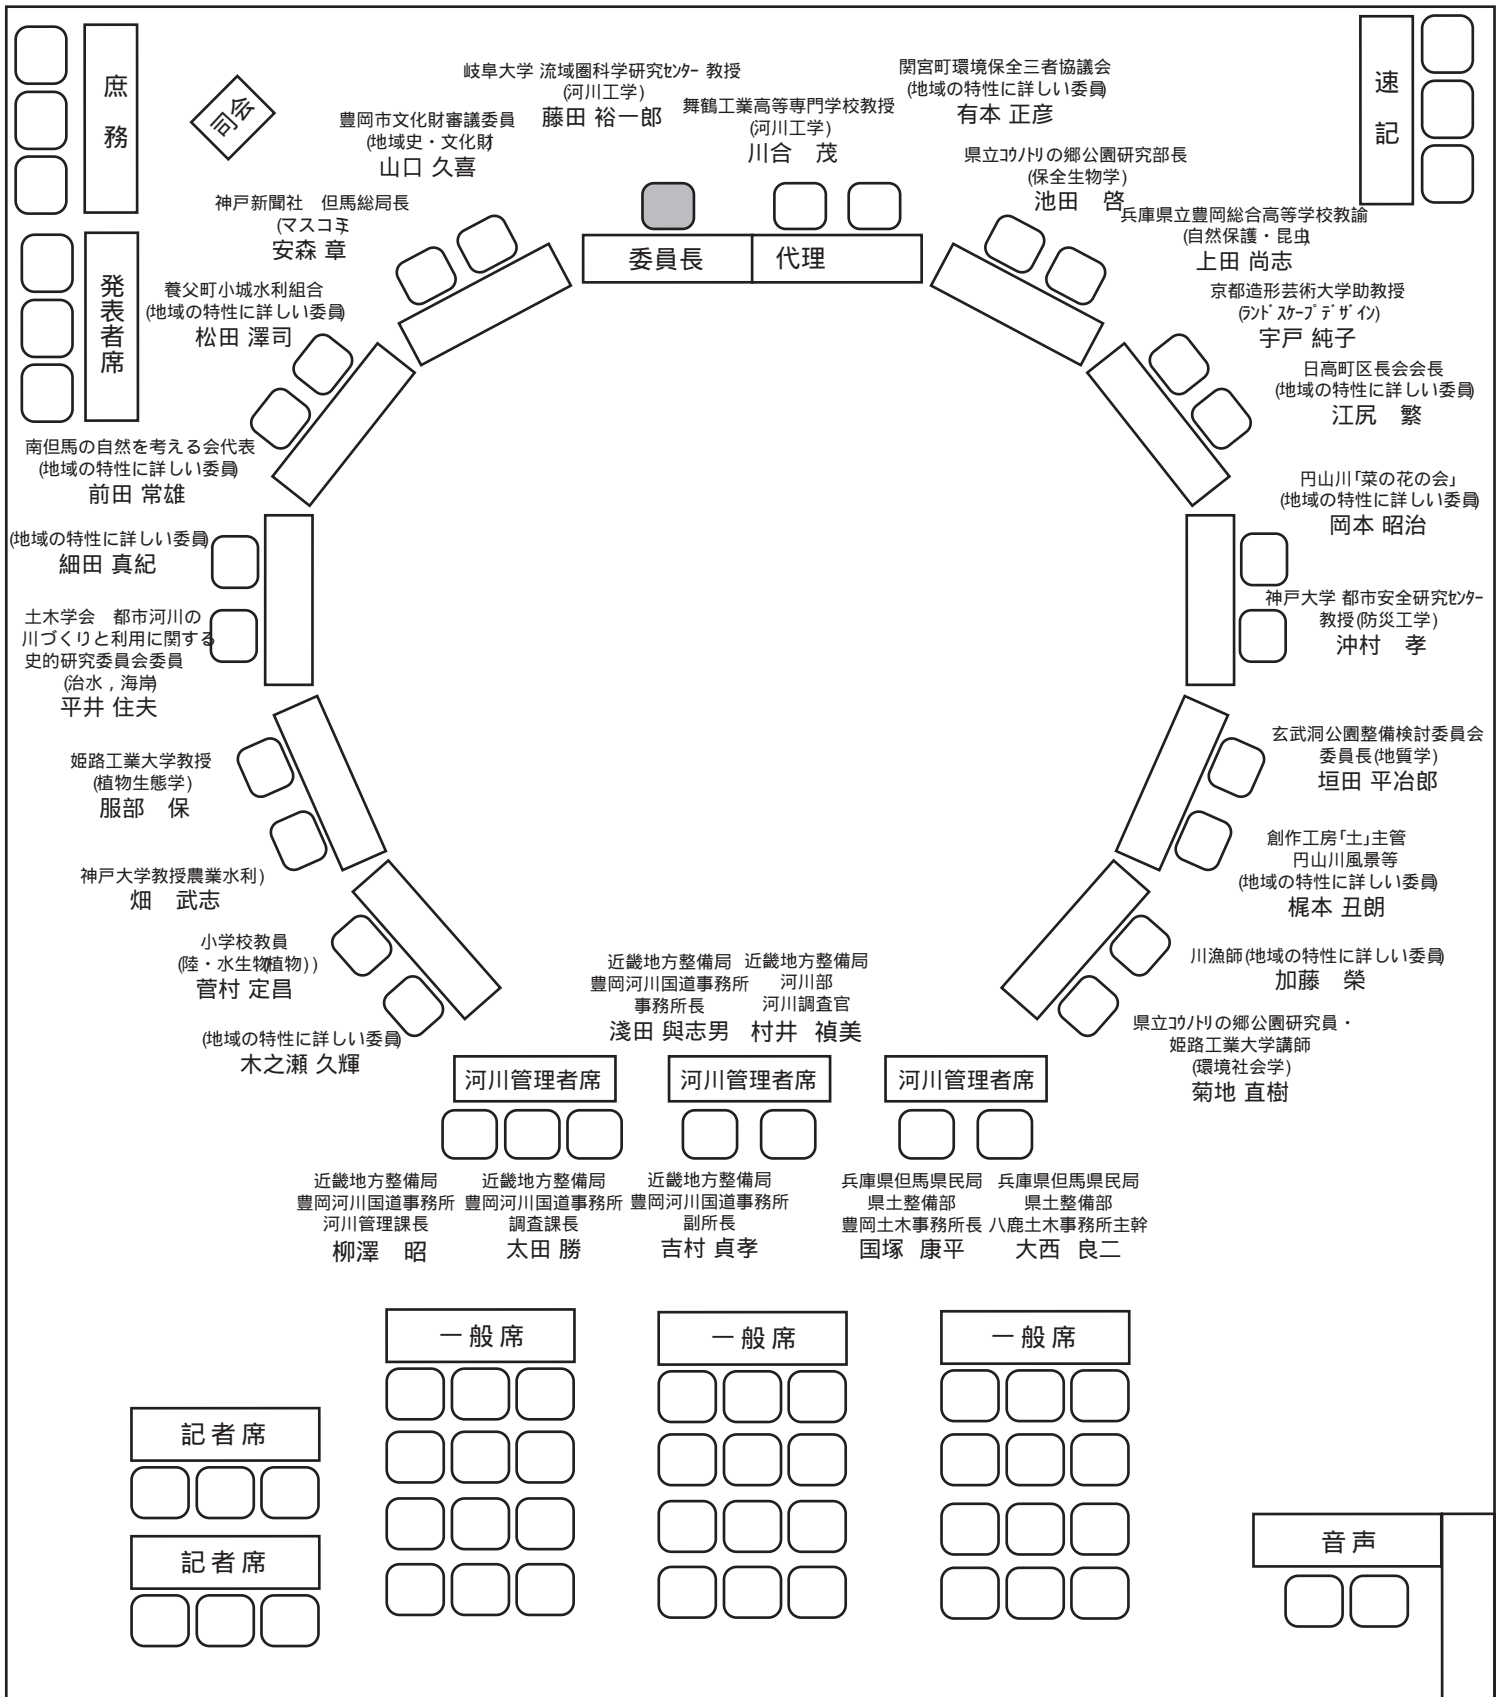 庶務
司会
速記
発表者席
岐阜大学 流域圏科学研究センター 教授
(河川工学)
藤田 裕一郎
豊岡市文化財審議委員
(地域史・文化財)
山口 久喜
神戸新聞社　但馬総局長
(マスコミ)
安森 章
養父町小城水利組合
(地域の特性に詳しい委員)
松田 澤司
南但馬の自然を考える会代表
(地域の特性に詳しい委員)
前田 常雄
(地域の特性に詳しい委員)
細田 真紀
土木学会　都市河川の
川づくりと利用に関する
史的研究委員会委員
(治水，海岸)
平井 住夫
姫路工業大学教授
(植物生態学)
服部　保
神戸大学教授農業水利)
畑　武志
小学校教員
(陸・水生物植物))
菅村 定昌
(地域の特性に詳しい委員)
木之瀬 久輝
舞鶴工業高等専門学校教授
(河川工学)
川合　茂
関宮町環境保全三者協議会
(地域の特性に詳しい委員)
有本 正彦
県立コウノトリの郷公園研究部長
(保全生物学)
池田　啓
兵庫県立豊岡総合高等学校教諭
(自然保護・昆虫)
上田 尚志
京都造形芸術大学助教授
(ランドスケープデザイン)
宇戸 純子
日高町区長会会長
(地域の特性に詳しい委員)
江尻　繁
円山川「菜の花の会」
(地域の特性に詳しい委員)
岡本 昭治
神戸大学 都市安全研究センター
教授(防災工学)
沖村　孝
玄武洞公園整備検討委員会
委員長(地質学)
垣田 平治郎
創作工房「土」主管
円山川風景等
(地域の特性に詳しい委員)
梶本 丑朗
川漁師(地域の特性に詳しい委員)
加藤　榮
県立コウノトリの郷公園研究員・
姫路工業大学講師
(環境社会学)
菊地 直樹
委員長
代理
近畿地方整備局
豊岡河川国道事務所
事務所長
淺田 與志男
近畿地方整備局
河川部
河川調査官
村井 禎美
河川管理者席
河川管理者席
河川管理者席
近畿地方整備局
豊岡河川国道事務所
河川管理課長
柳澤　昭
近畿地方整備局
豊岡河川国道事務所
調査課長
太田 勝
近畿地方整備局
豊岡河川国道事務所
副所長
吉村 貞孝
兵庫県但馬県民局
県土整備部
豊岡土木事務所長
国塚 康平
兵庫県但馬県民局
県土整備部
八鹿土木事務所主幹
大西 良二
一般席
一般席
一般席
記者席
記者席
音声